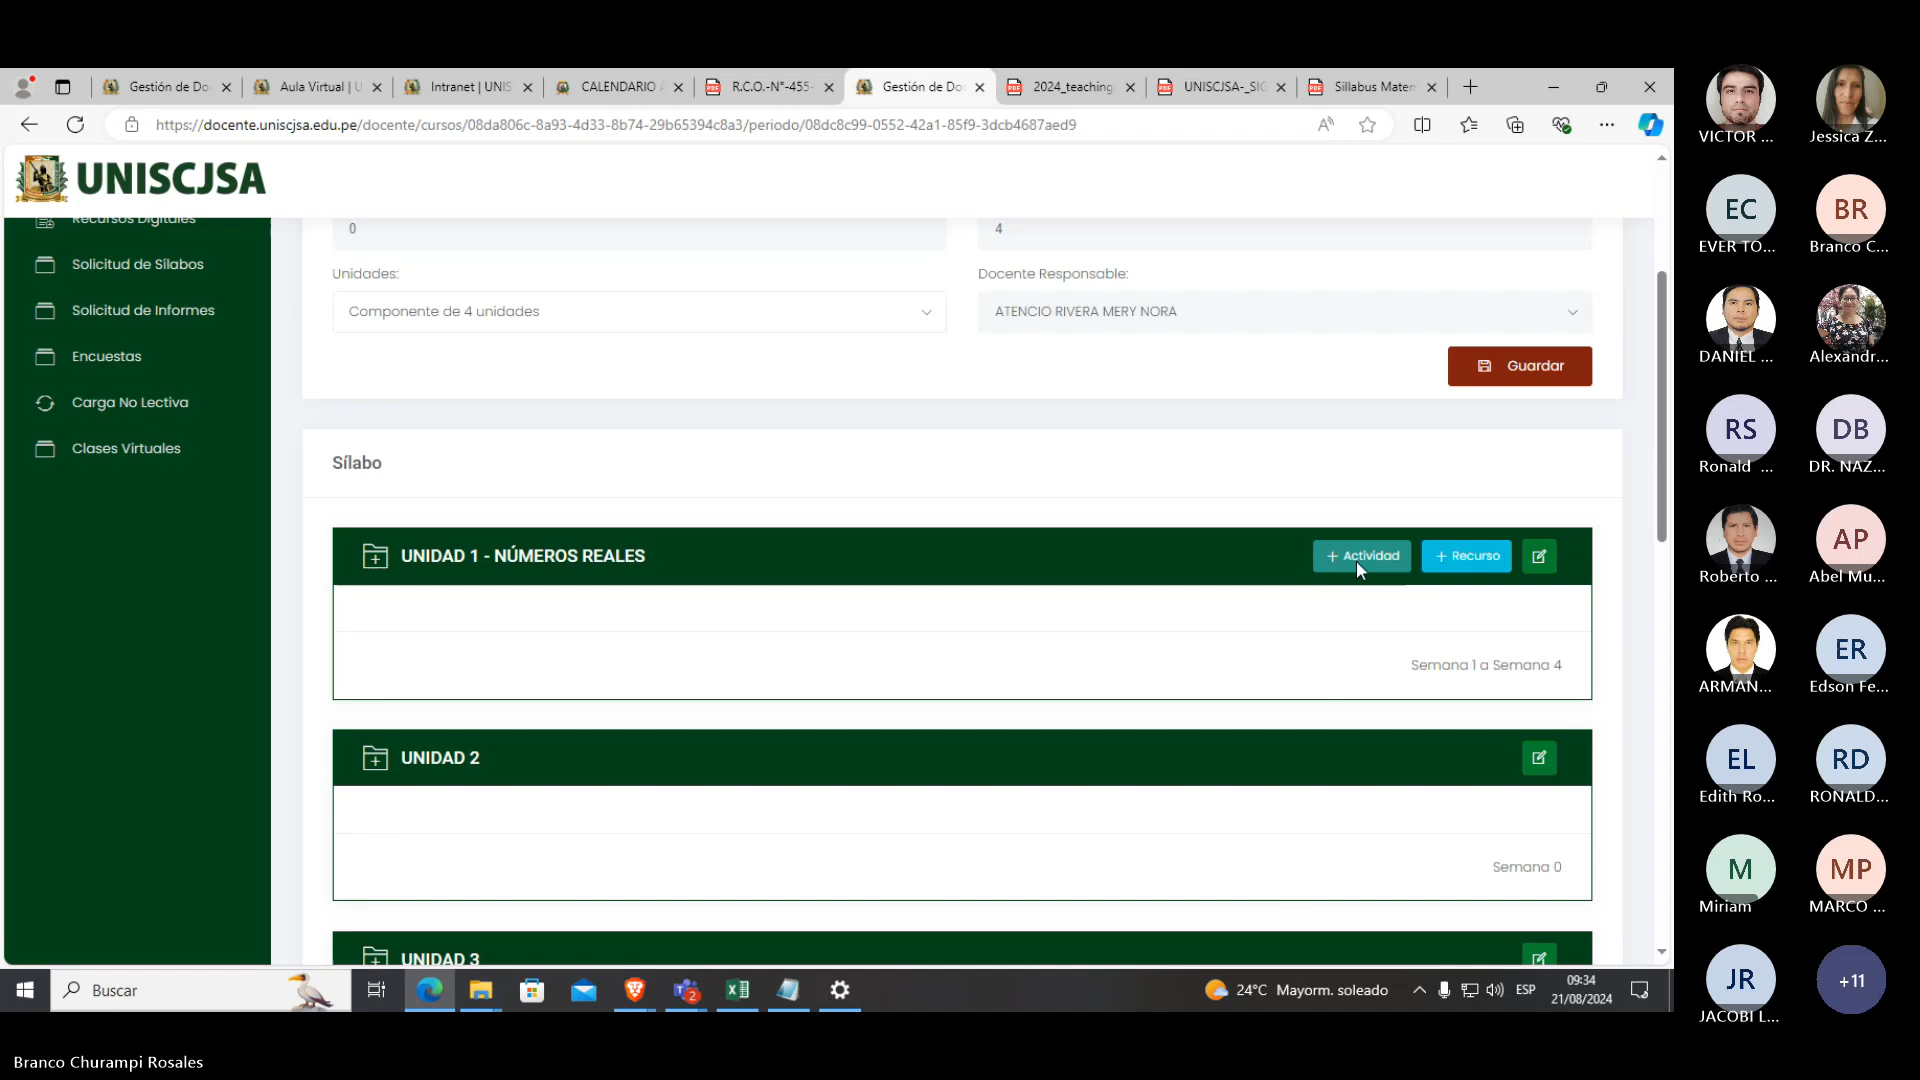 Gestión de Do
Aula Virtual | U
Intranet | UNIS
CALENDARIO A
R.C.O.-N°-455-
Gestión de Do
2024_teaching
UNISCJSA-_SIG
Sillabus Matem
https://docente.uniscjsa.edu.pe/docente/cursos/08da806c-8a93-4d33-8b74-29b65394c8a3/periodo/08dc8c99-0552-42a1-85f9-3dcb4687aed9
UNISCJSA
Recursos Digitales
Solicitud de Sílabos
Solicitud de Informes
Encuestas
Carga No Lectiva
Clases Virtuales
0
4
Unidades:
Docente Responsable:
Componente de 4 unidades
ATENCIO RIVERA MERY NORA
Guardar
Sílabo
UNIDAD 1 - NÚMEROS REALES
+ Actividad
+ Recurso
Semana 1 a Semana 4
UNIDAD 2
Semana 0
UNIDAD 3
Buscar
2
24°C Mayorm. soleado
ESP
09:34
21/08/2024
VICTOR ...
Jessica Z...
EC
EVER TO...
BR
Branco C...
DANIEL ...
Alexandr...
RS
Ronald ...
DB
DR. NAZ...
Roberto ...
AP
Abel Mu...
ARMAN...
ER
Edson Fe...
EL
Edith Ro...
RD
RONALD...
M
Miriam
MP
MARCO ...
JR
JACOBI L...
+11
Branco Churampi Rosales